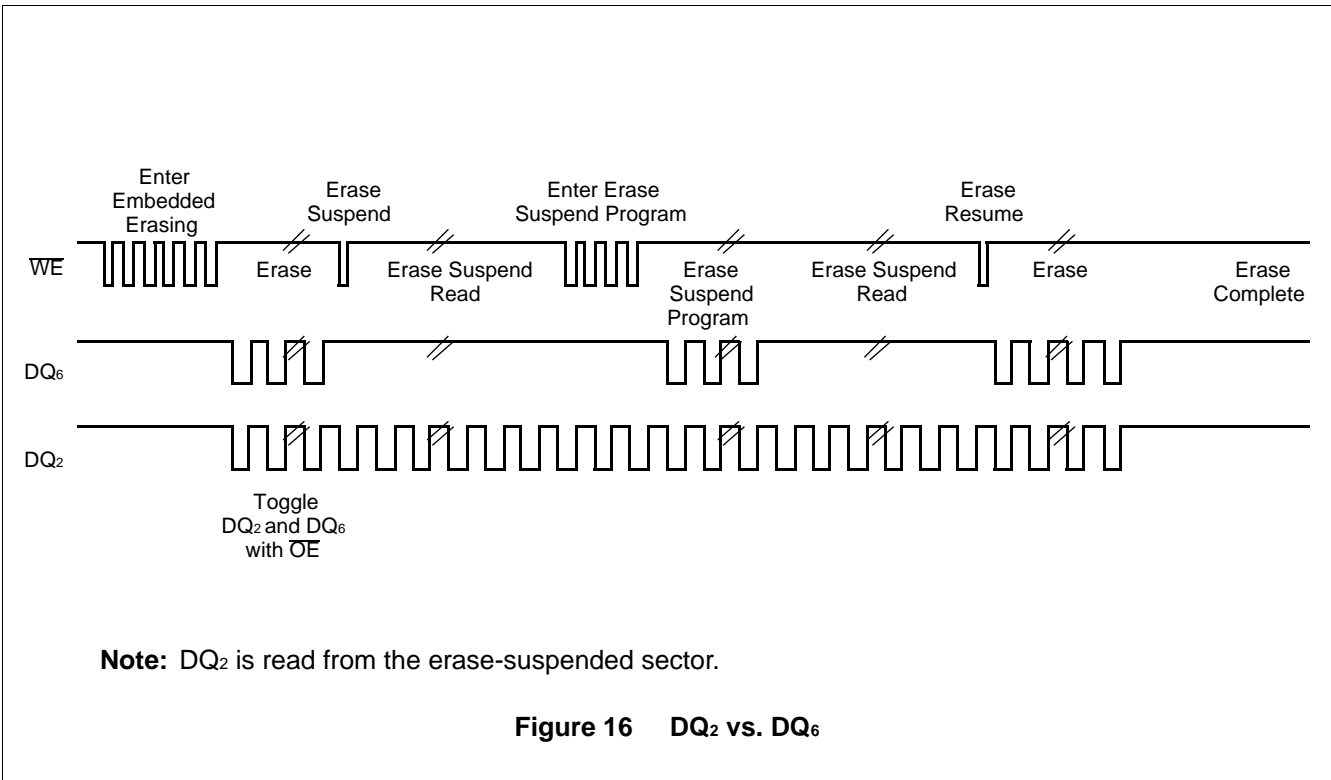 Enter
Embedded
Erasing
Erase
Suspend
Enter Erase
Suspend Program
Erase
Resume
WE
Erase
Erase Suspend
Read
Erase
Suspend
Program
Erase Suspend
Read
Erase
Erase
Complete
DQ6
DQ2
Toggle
DQ2 and DQ6
with OE
Note: DQ2 is read from the erase-suspended sector.
Figure 16 DQ2 vs. DQ6